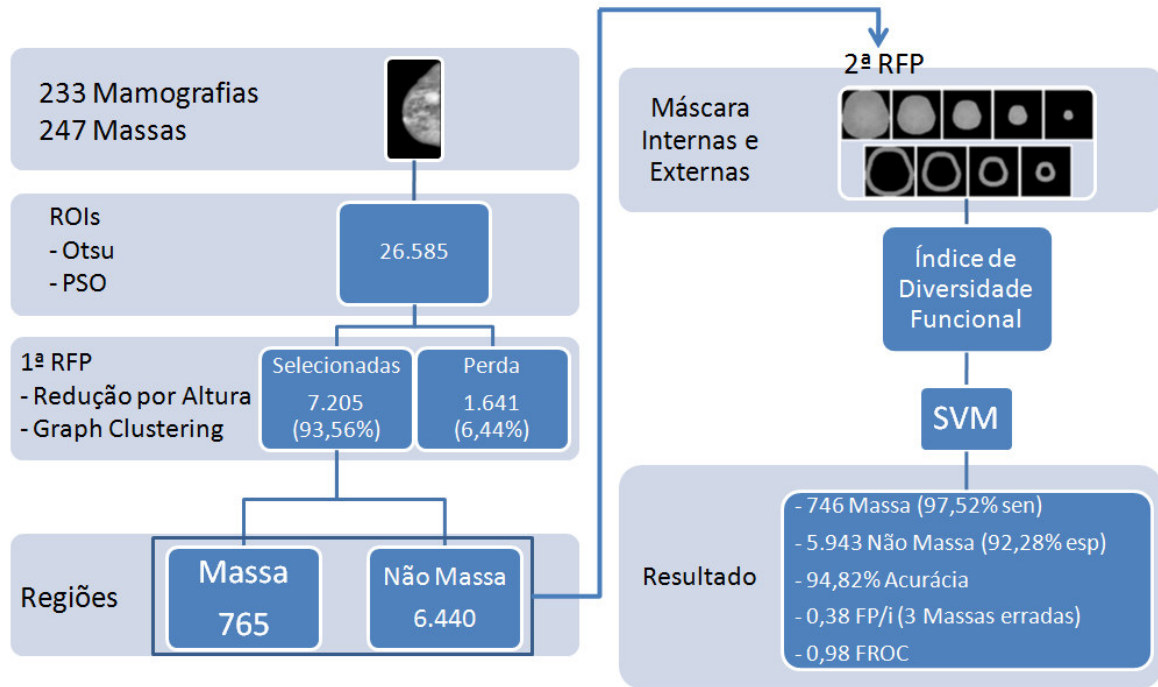 233 Mamografias
247 Massas
ROIs
- Otsu
- PSO
26.585
1ª RFP
- Redução por Altura
- Graph Clustering
Selecionadas
7.205
(93,56%)
Perda
1.641
(6,44%)
Regiões
Massa
765
Não Massa
6.440
2ª RFP
Máscara
Internas e
Externas
Índice de
Diversidade
Funcional
SVM
Resultado
- 746 Massa (97,52% sen)
- 5.943 Não Massa (92,28% esp)
- 94,82% Acurácia
- 0,38 FP/i (3 Massas erradas)
- 0,98 FROC